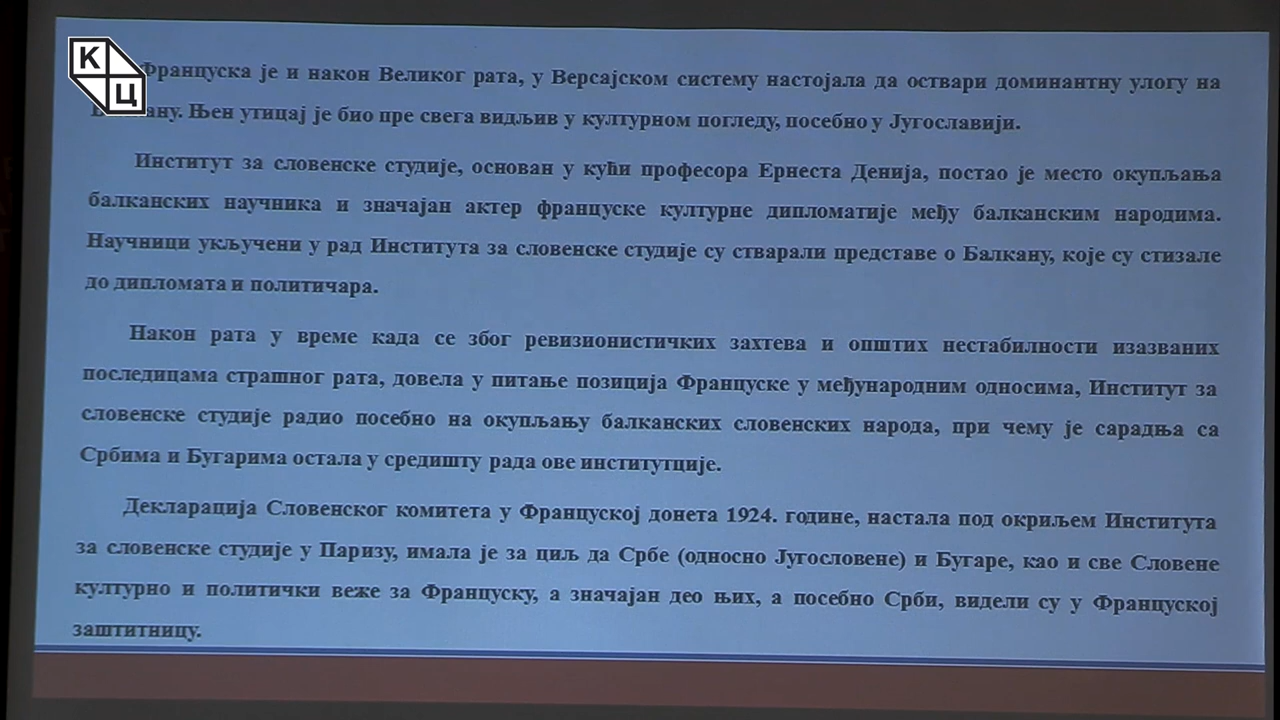 К
Ц
Француска је и након Великог рата, у Версајском систему настојала да оствари доминантну улогу на
Њен утицај је био пре свега видљив у културном погледу, посебно у Југославији.
Институт за словенске студије, основан у кући професора Ернеста Денија, постао је место окупљања
балканских научника и значајан актер француске културне дипломатије међу балканским народима.
Научници укључени у рад Института за словенске студије су стварали представе о Балкану, које су стизале
до дипломата и политичара.
Након рата у време када се због ревизионистичких захтева и општих нестабилности изазваних
последицама страшног рата, довела у питање позиција Француске у међународним односима, Институт за
словенске студије радио посебно на окупљању балканских словенских народа, при чему је сарадња са
Србима и Бугарима остала у средишту рада ове институтције.
Декларација Словенског комитета у Француској донета 1924. године, настала под окриљем Института
за словенске студије у Паризу, имала је за циљ да Србе (односно Југословене) и Бугаре, као и све Словене
културно и политички веже за Француску, а значајан део њих, а посебно Срби, видели су у Француској
заштитницу.